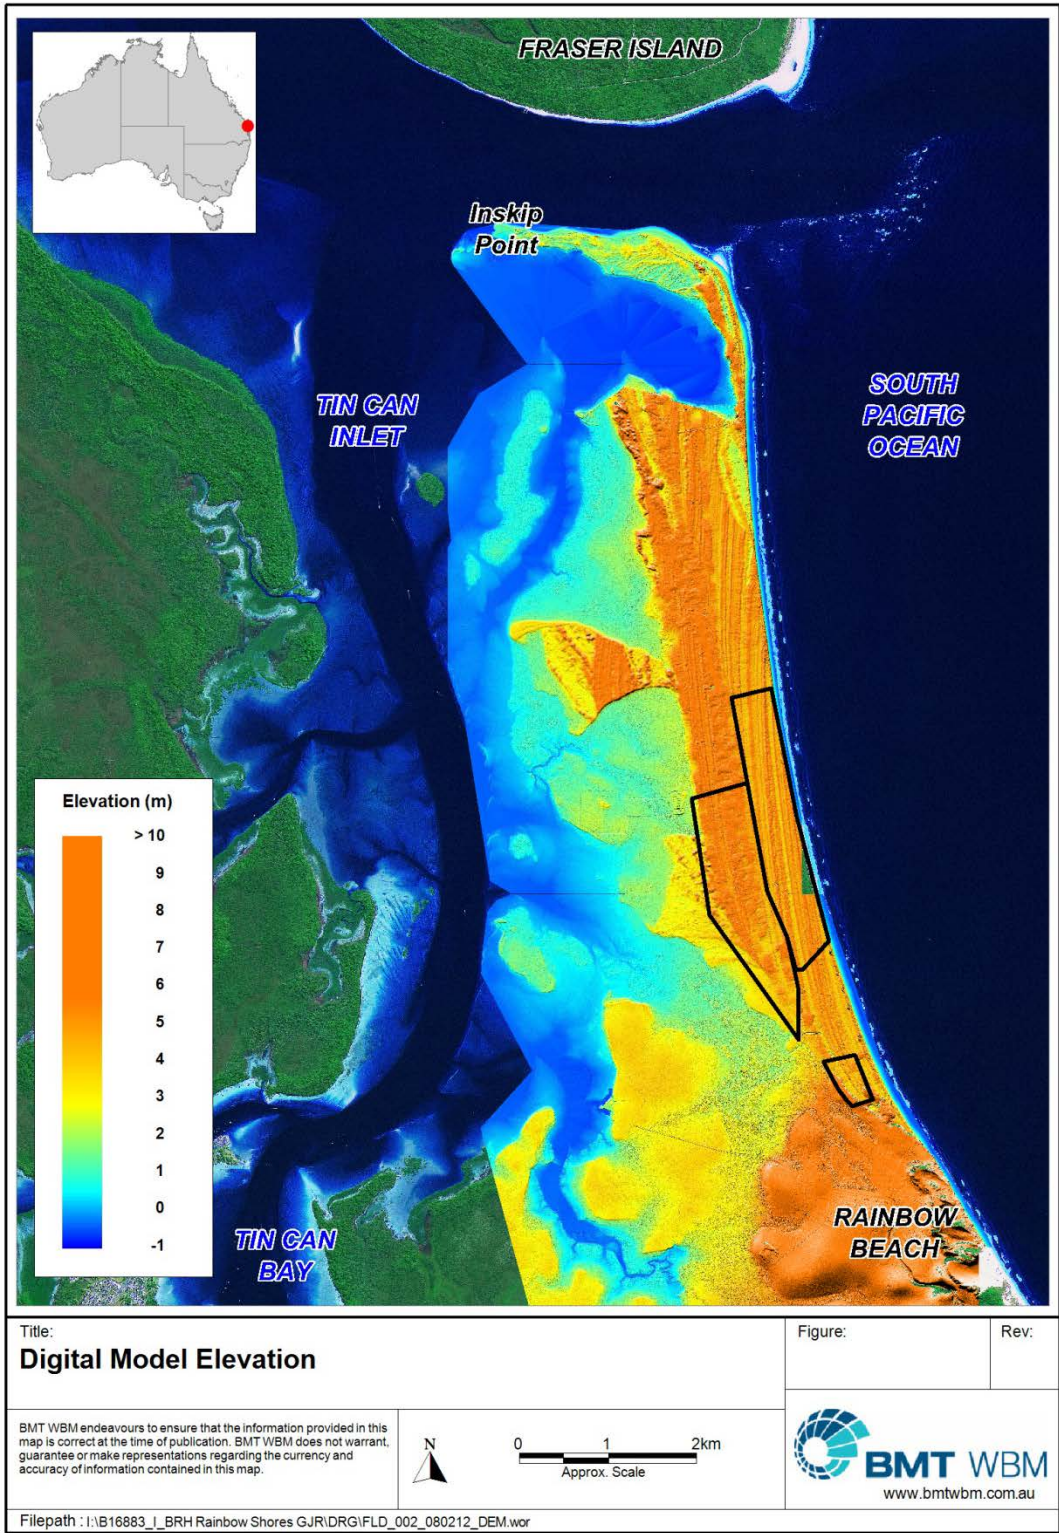 FRASER ISLAND
Inskip
Point
TIN CAN
INLET
SOUTH
PACIFIC
OCEAN
Elevation (m)
> 10
9
8
7
6
5
4
3
2
1
0
-1
TIN CAN
BAY
RAINBOW
BEACH
Title:
Digital Model Elevation
Figure:
Rev:
BMT WBM endeavours to ensure that the information provided in this
map is correct at the time of publication. BMT WBM does not warrant,
guarantee or make representations regarding the currency and
accuracy of information contained in this map.
N
0 1 2km
Approx. Scale
BMT WBM
www.bmtwbm.com.au
Filepath : I:\B16883_I_BRH Rainbow Shores GJR\DRG\FLD_002_080212_DEM.wor